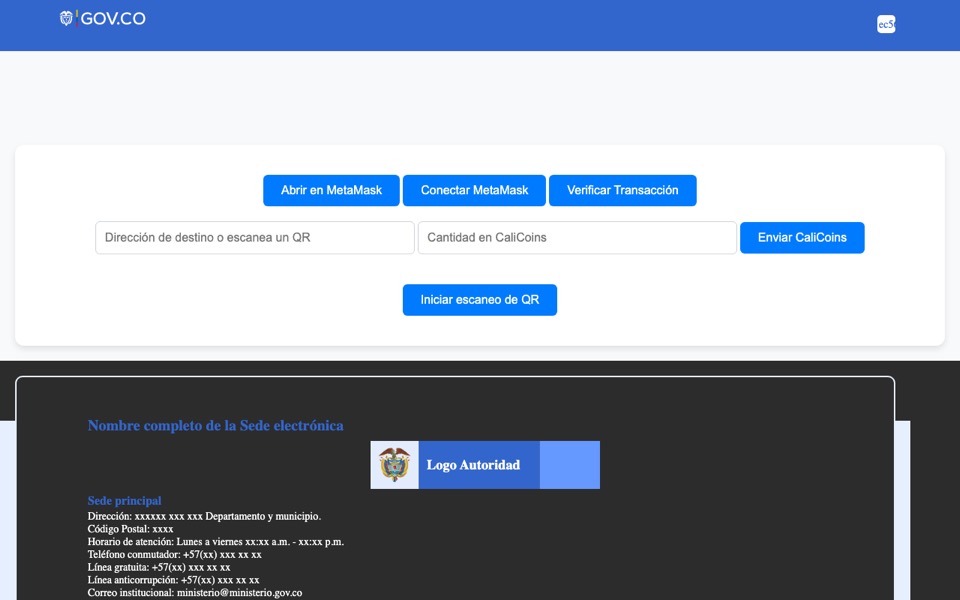 GOV.CO
Abrir en MetaMask
Conectar MetaMask
Verificar Transacción
Dirección de destino o escanea un QR
Cantidad en CaliCoins
Enviar CaliCoins
Iniciar escaneo de QR
Nombre completo de la Sede electrónica
Logo Autoridad
Sede principal
Dirección: xxxxxx xxx xxx Departamento y municipio.
Código Postal: xxxx
Horario de atención: Lunes a viernes xx:xx a.m. - xx:xx p.m.
Teléfono conmutador: +57(xx) xxx xx xx
Línea gratuita: +57(xx) xxx xx xx
Línea anticorrupción: +57(xx) xxx xx xx
Correo institucional: ministerio@ministerio.gov.co